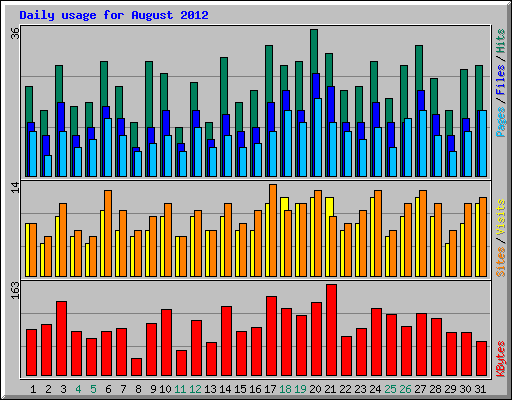 Daily usage for August 2012
36
Pages / Files / Hits
14
Sites / Visits
163
KBytes
1 2 3 4 5 6 7 8 9 10 11 12 13 14 15 16 17 18 19 20 21 22 23 24 25 26 27 28 29 30 31